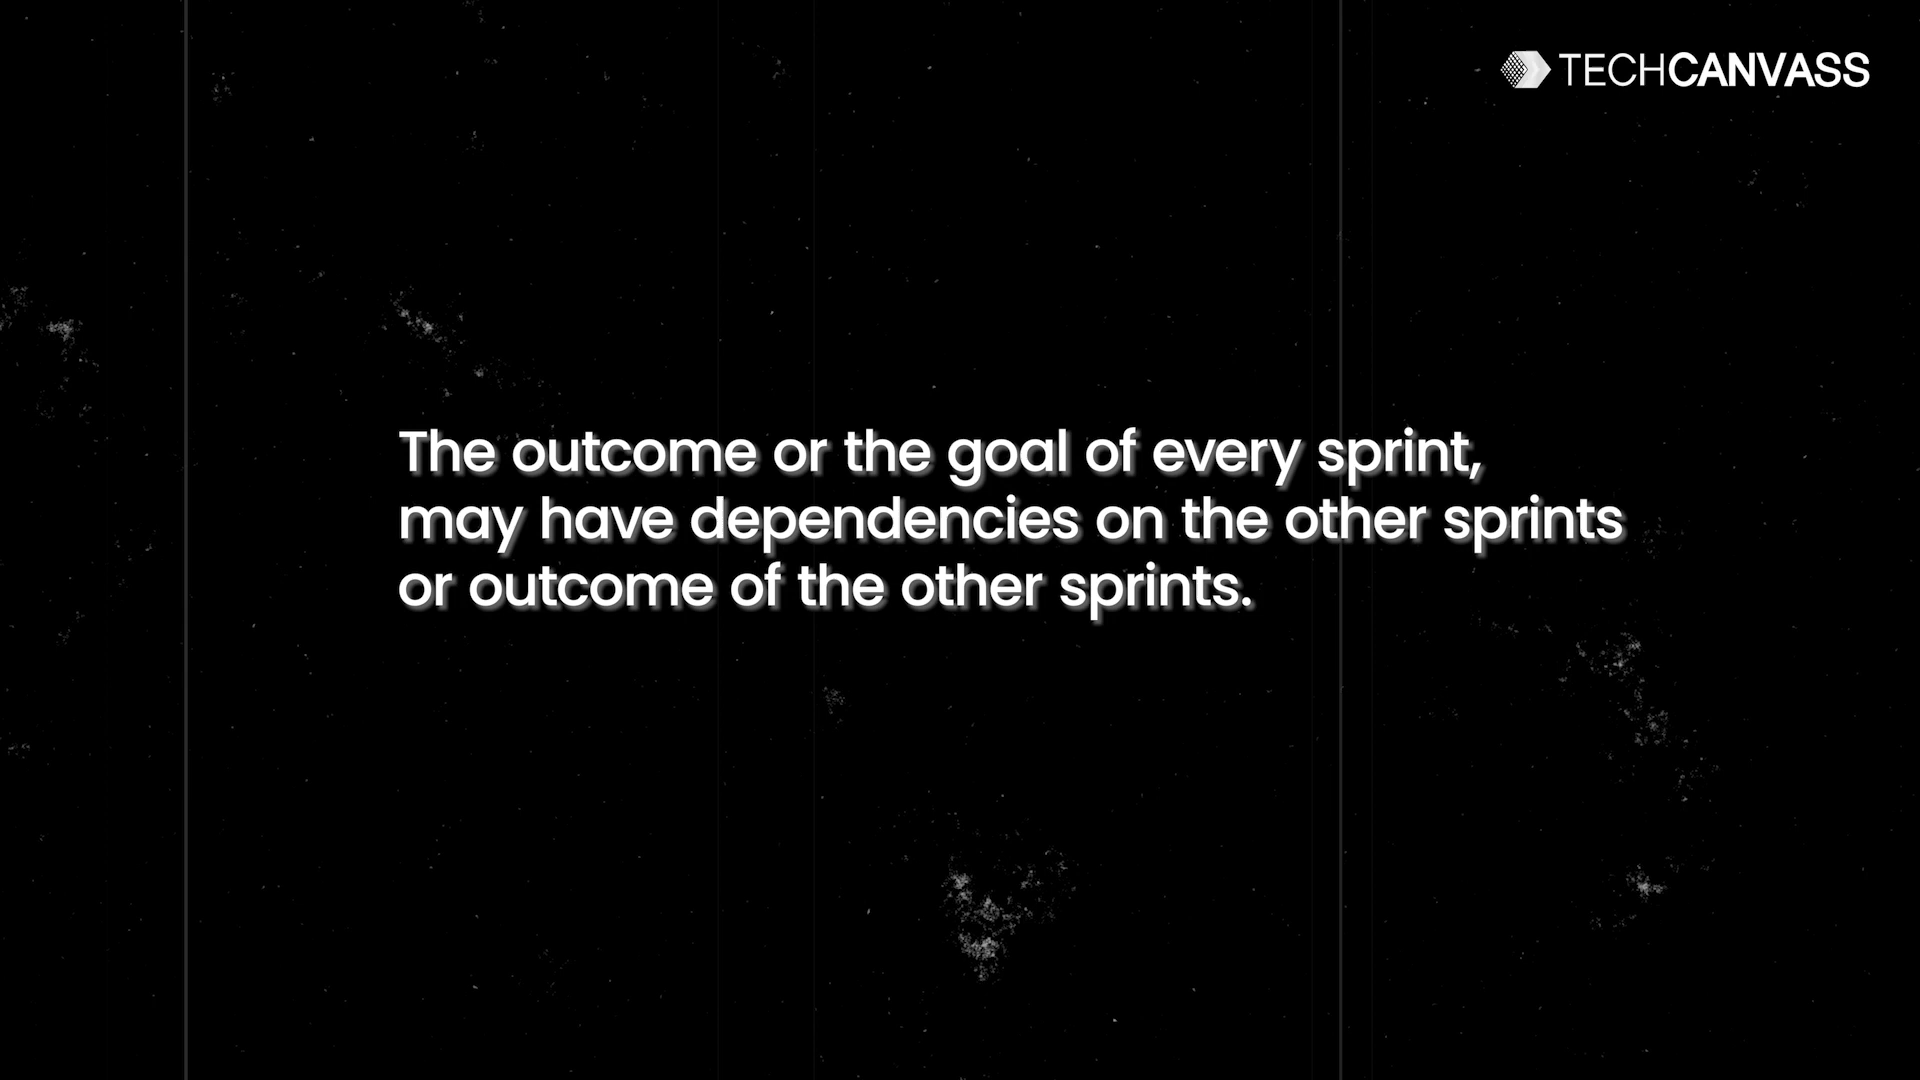 TECHCANVASS
The outcome or the goal of every sprint,
may have dependencies on the other sprints
or outcome of the other sprints.